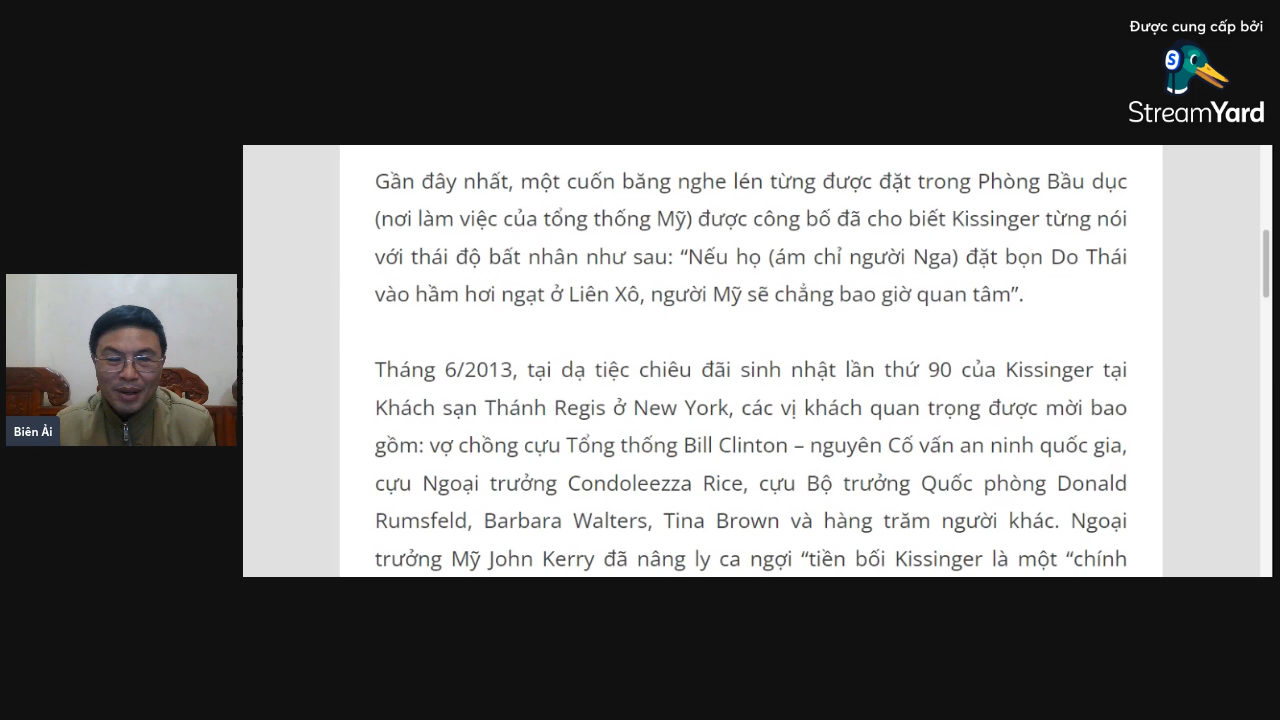 Được cung cấp bởi
StreamYard
Gần đây nhất, một cuốn băng nghe lén từng được đặt trong Phòng Bầu dục
(nơi làm việc của tổng thống Mỹ) được công bố đã cho biết Kissinger từng nói
với thái độ bất nhân như sau: “Nếu họ (ám chỉ người Nga) đặt bọn Do Thái
vào hầm hơi ngạt ở Liên Xô, người Mỹ sẽ chẳng bao giờ quan tâm”.
Tháng 6/2013, tại dạ tiệc chiêu đãi sinh nhật lần thứ 90 của Kissinger tại
Khách sạn Thánh Regis ở New York, các vị khách quan trọng được mời bao
gồm: vợ chồng cựu Tổng thống Bill Clinton – nguyên Cố vấn an ninh quốc gia,
cựu Ngoại trưởng Condoleezza Rice, cựu Bộ trưởng Quốc phòng Donald
Rumsfeld, Barbara Walters, Tina Brown và hàng trăm người khác. Ngoại
trưởng Mỹ John Kerry đã nâng ly ca ngợi “tiền bối Kissinger là một “chính
Biên Ải